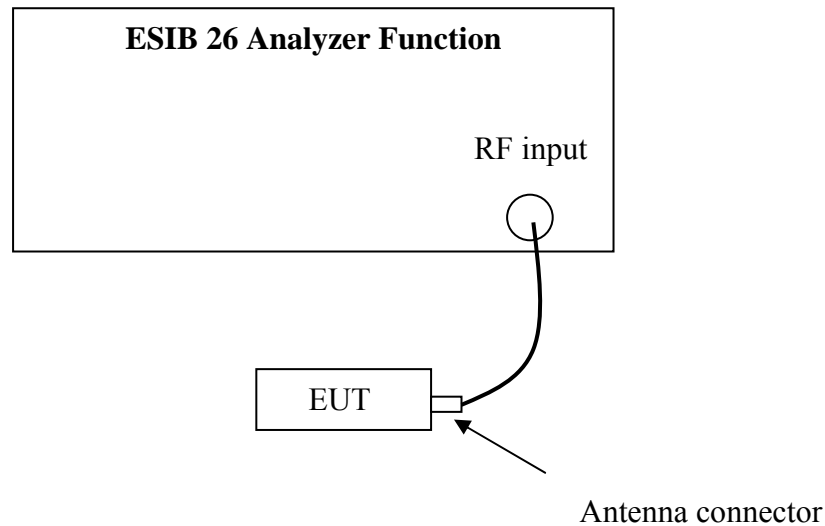 ESIB 26 Analyzer Function
RF input
EUT
Antenna connector